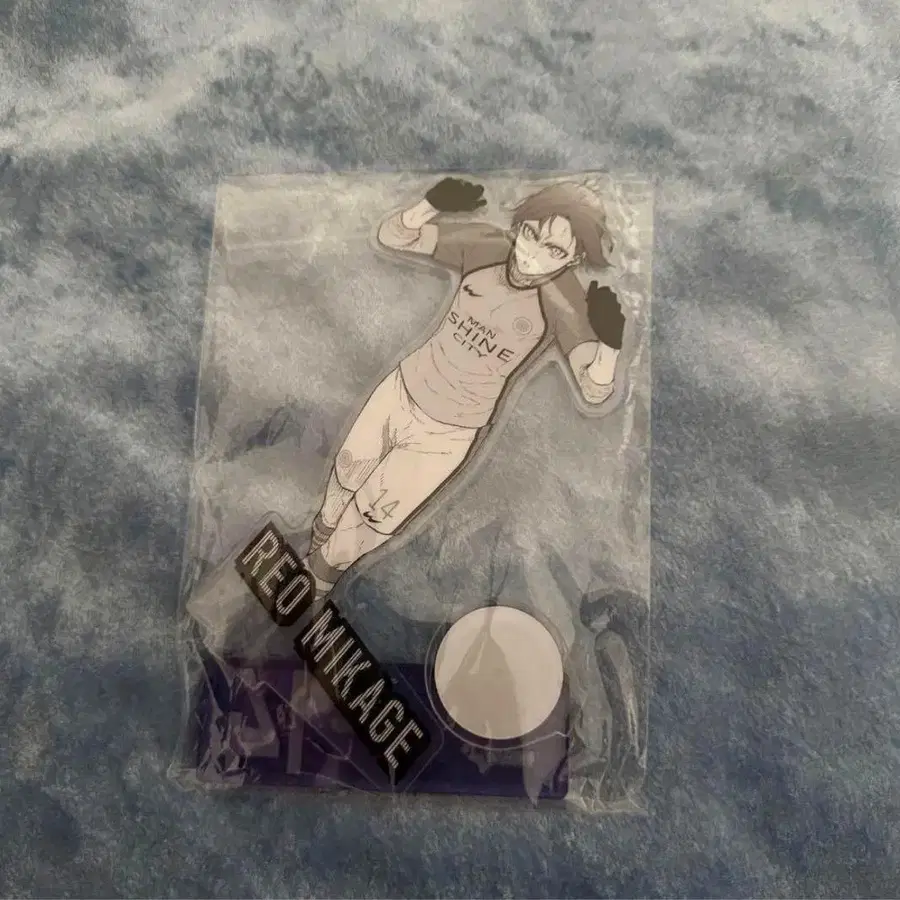 MAN
SHINE
CITY
14
REO
MIKAGE